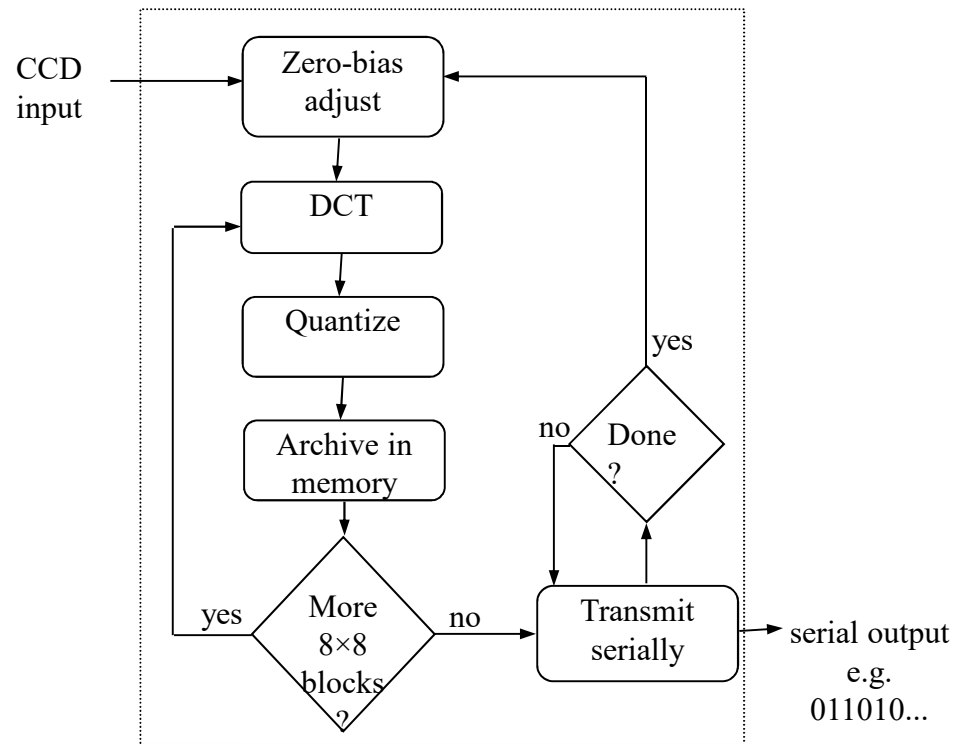 CCD
input
Zero-bias
adjust
DCT
Quantize
Archive in
memory
yes
More
8×8
blocks
?
no
Transmit
serially
no
Done
?
yes
serial output
e.g.
011010...